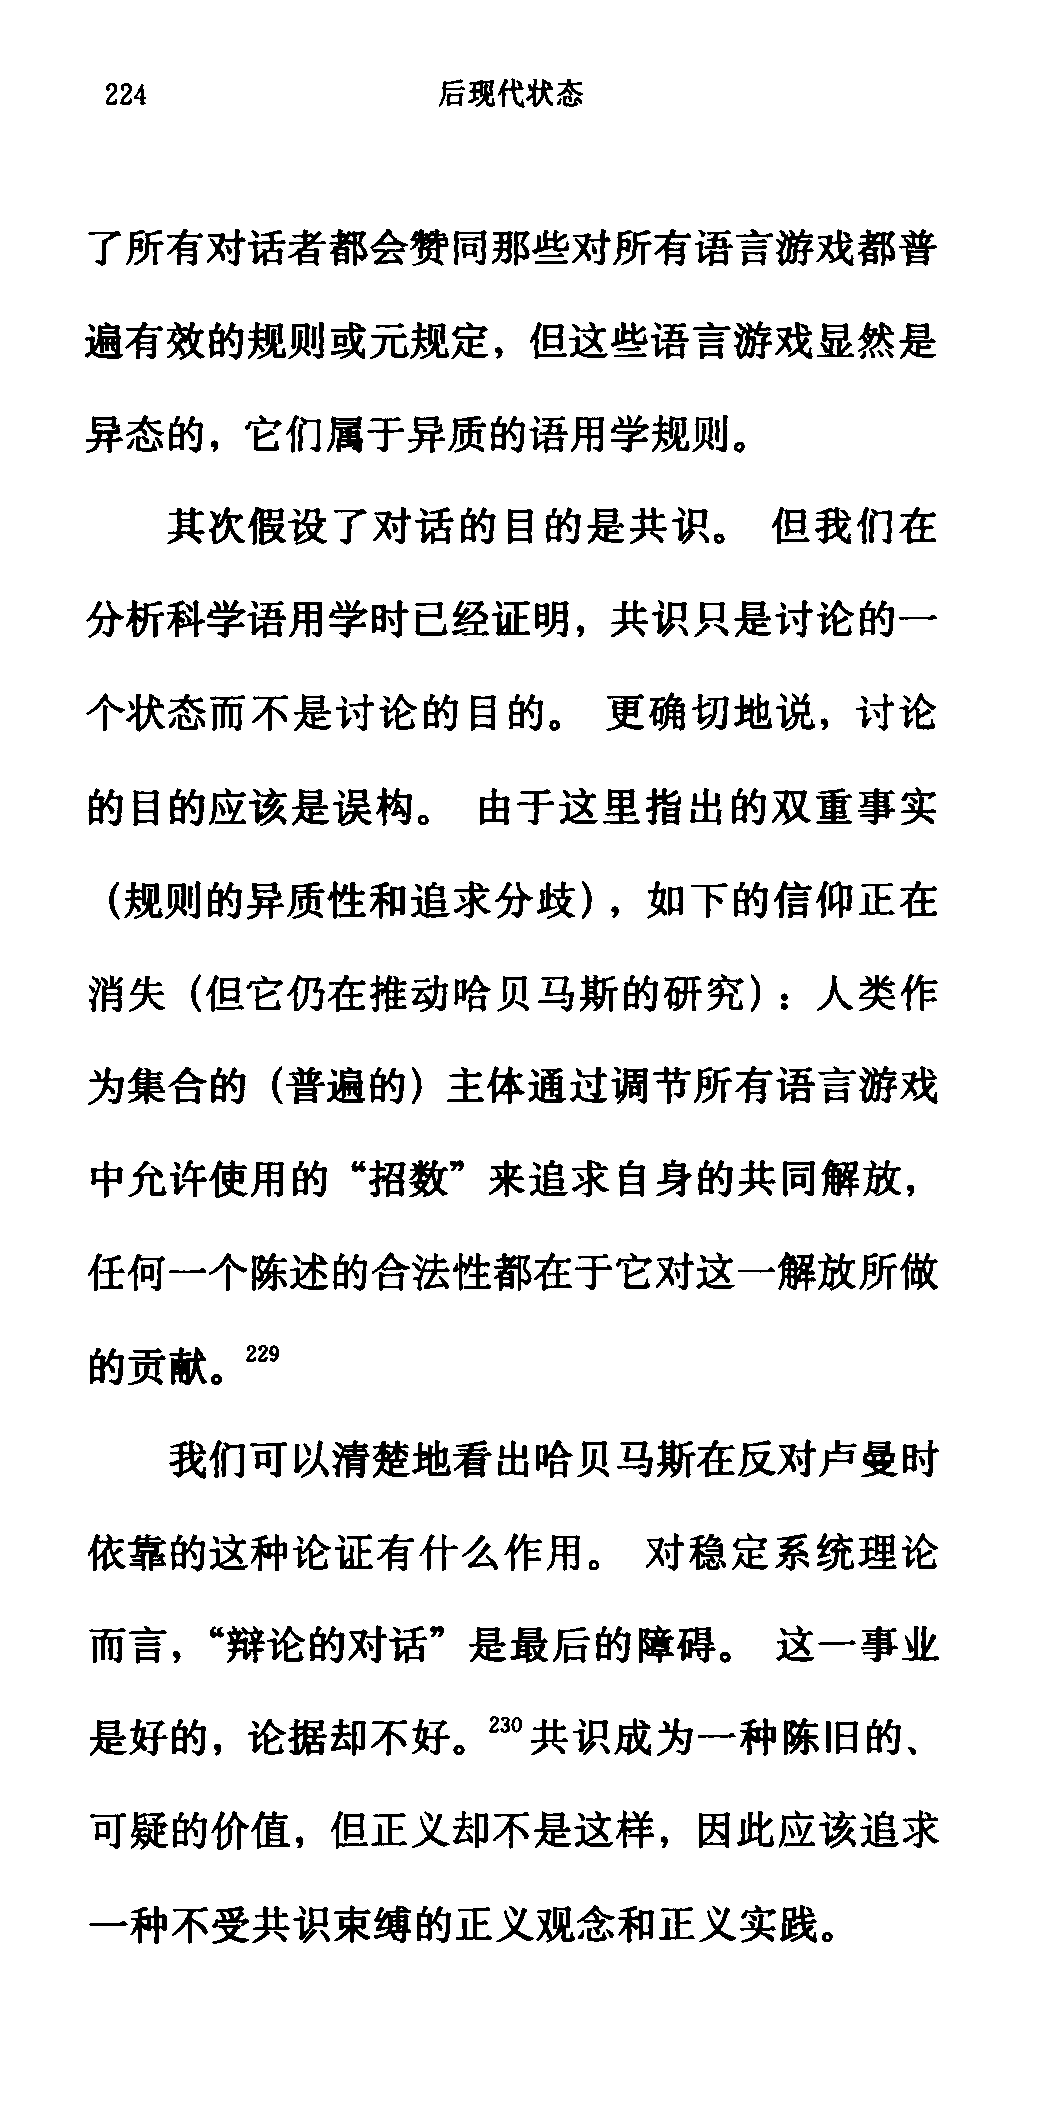 224 后现代状态
了所有对话者都会赞同那些对所有语言游戏都普
遍有效的规则或元规定，但这些语言游戏显然是
异态的，它们属于异质的语用学规则。
其次假设了对话的目的是共识。 但我们在
分析科学语用学时已经证明，共识只是讨论的一
个状态而不是讨论的目的。 更确切地说，讨论
的目的应该是误构。 由于这里指出的双重事实
（规则的异质性和追求分歧），如下的信仰正在
消失（但它仍在推动哈贝马斯的研究）：人类作
为集合的（普遍的）主体通过调节所有语言游戏
中允许使用的“招数”来追求自身的共同解放，
任何一个陈述的合法性都在于它对这一解放所做
的贡献。229
我们可以清楚地看出哈贝马斯在反对卢曼时
依靠的这种论证有什么作用。 对稳定系统理论
而言，“辩论的对话”是最后的障碍。 这一事业
是好的，论据却不好。230共识成为一种陈旧的、
可疑的价值，但正义却不是这样，因此应该追求
一种不受共识束缚的正义观念和正义实践。